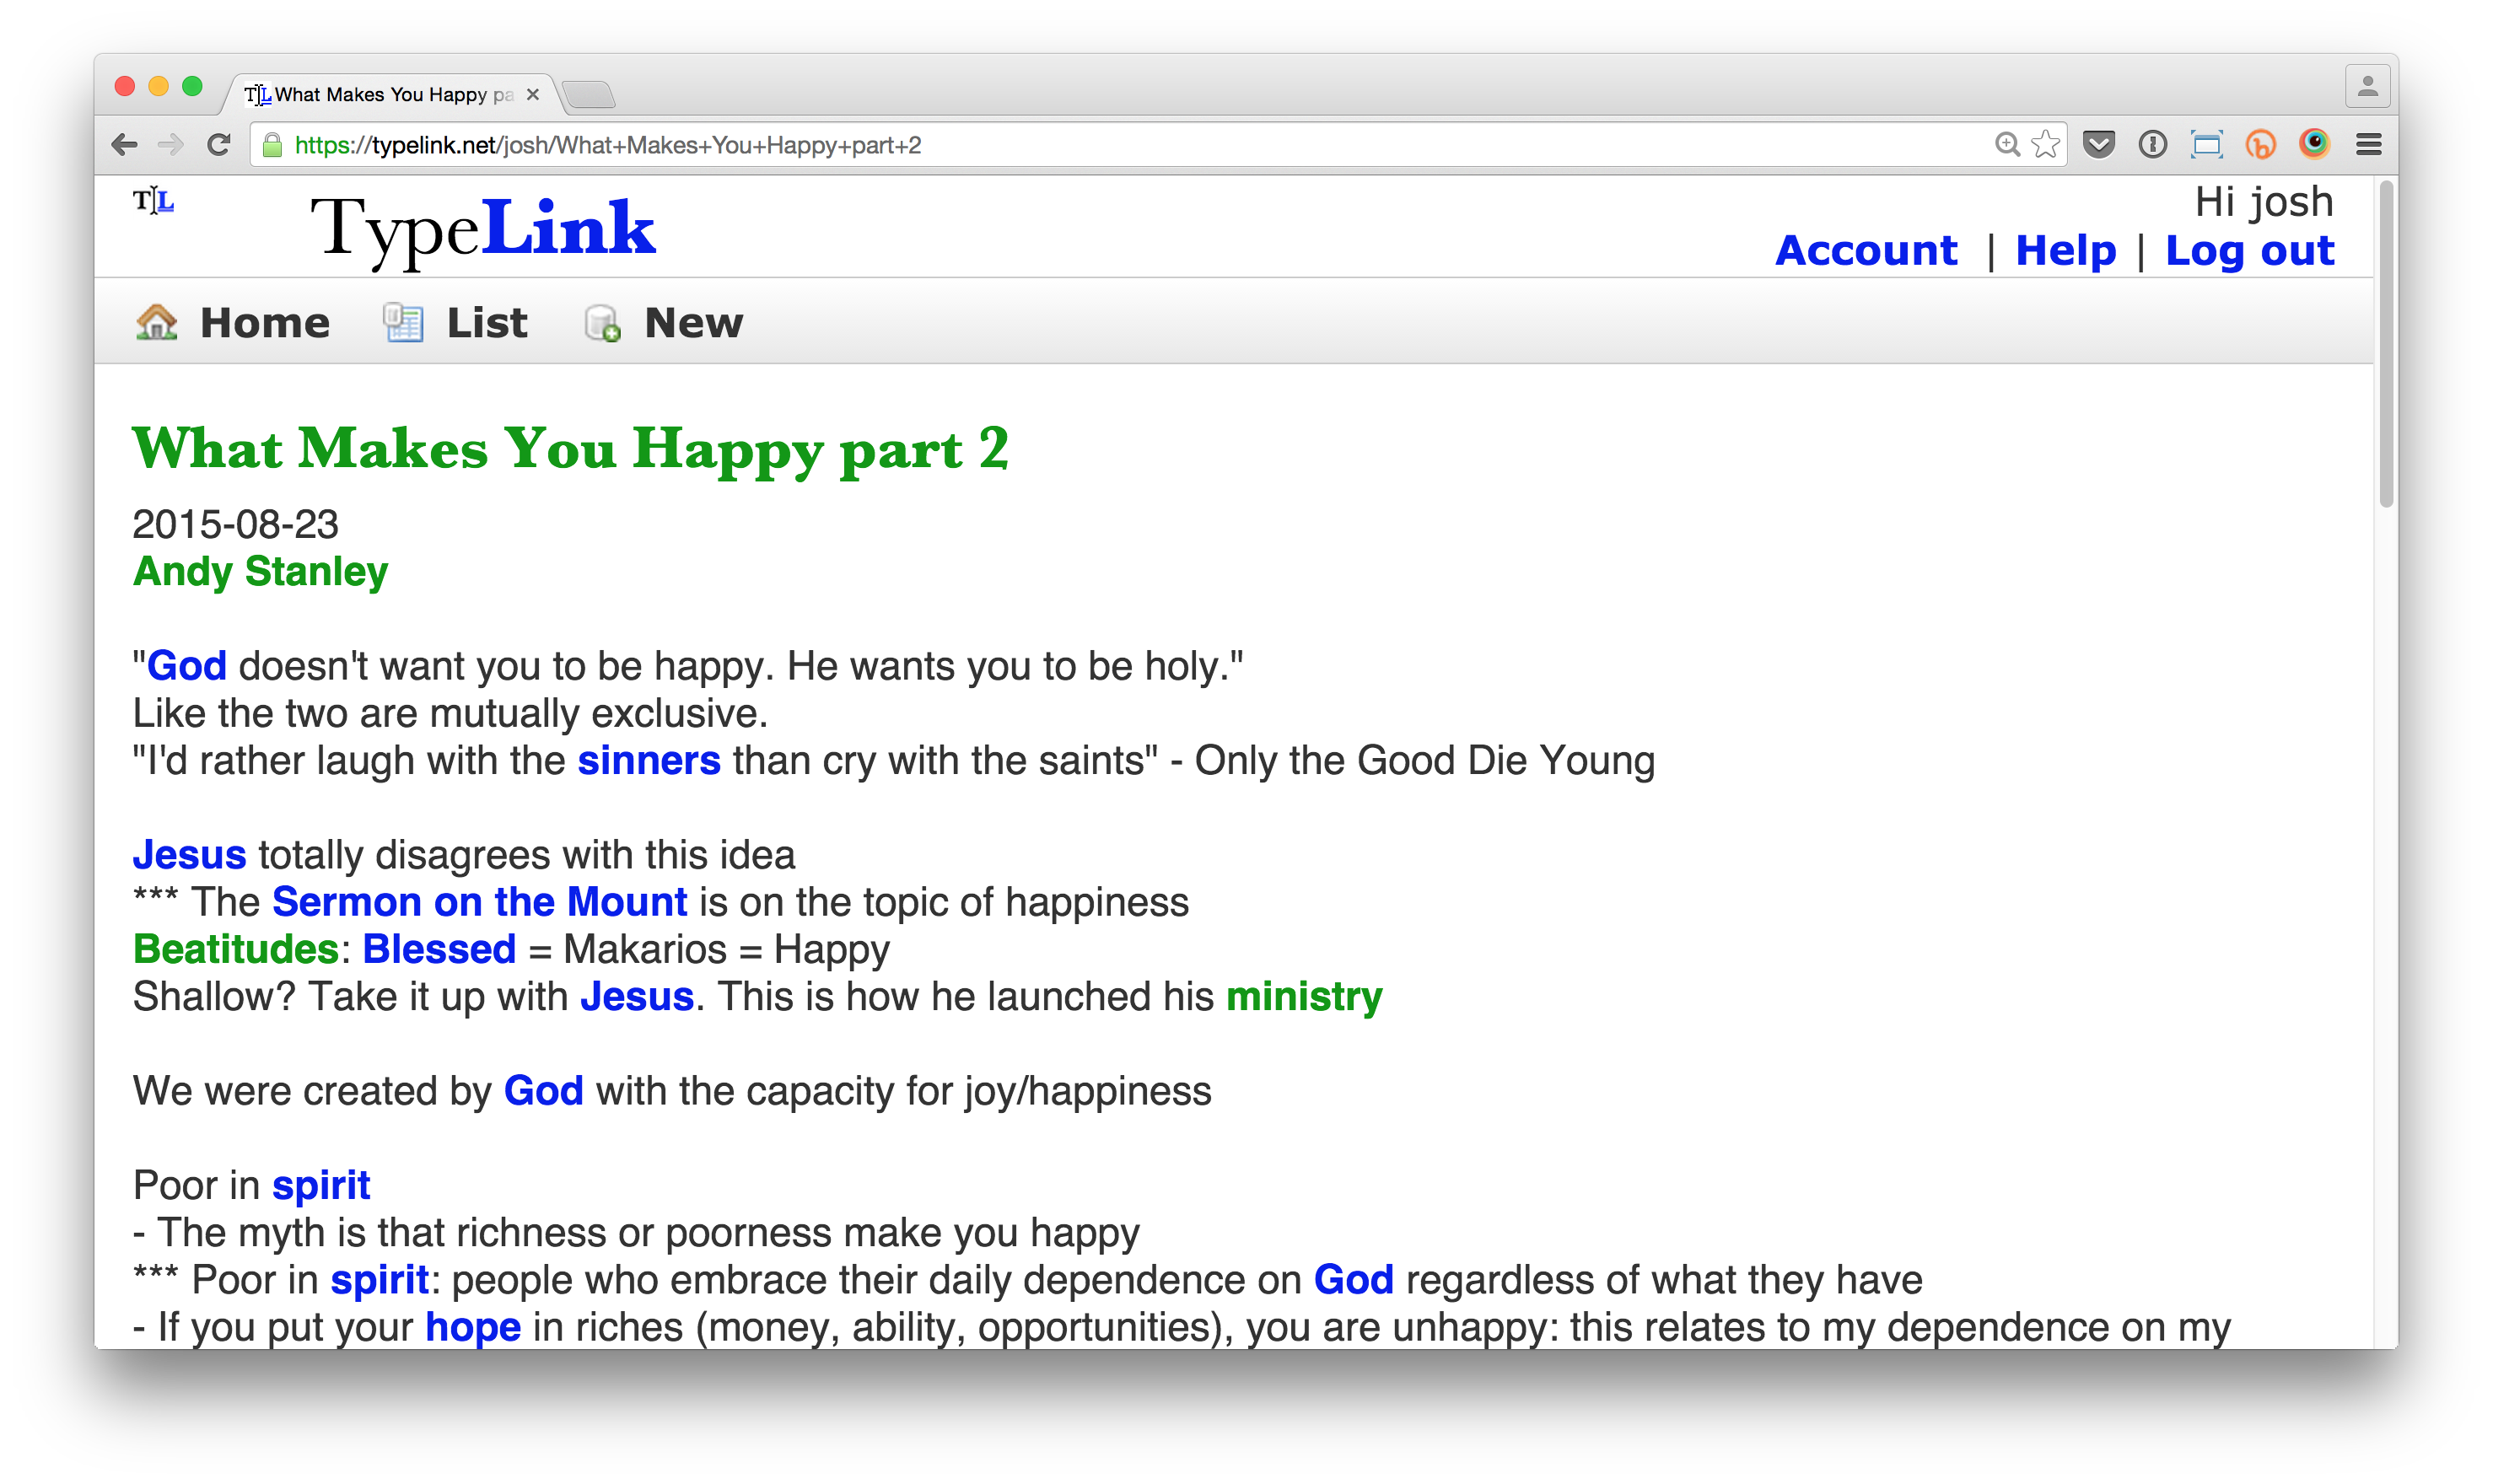 TL What Makes You Happy pa
https://typelink.net/josh/What+Makes+You+Happy+part+2
TL TypeLink
Hi josh
Account | Help | Log out
Home List New
What Makes You Happy part 2
2015-08-23
Andy Stanley
"God doesn't want you to be happy. He wants you to be holy."
Like the two are mutually exclusive.
"I'd rather laugh with the sinners than cry with the saints" - Only the Good Die Young
Jesus totally disagrees with this idea
*** The Sermon on the Mount is on the topic of happiness
Beatitudes: Blessed = Makarios = Happy
Shallow? Take it up with Jesus. This is how he launched his ministry
We were created by God with the capacity for joy/happiness
Poor in spirit
- The myth is that richness or poorness make you happy
*** Poor in spirit: people who embrace their daily dependence on God regardless of what they have
- If you put your hope in riches (money, ability, opportunities), you are unhappy: this relates to my dependence on my